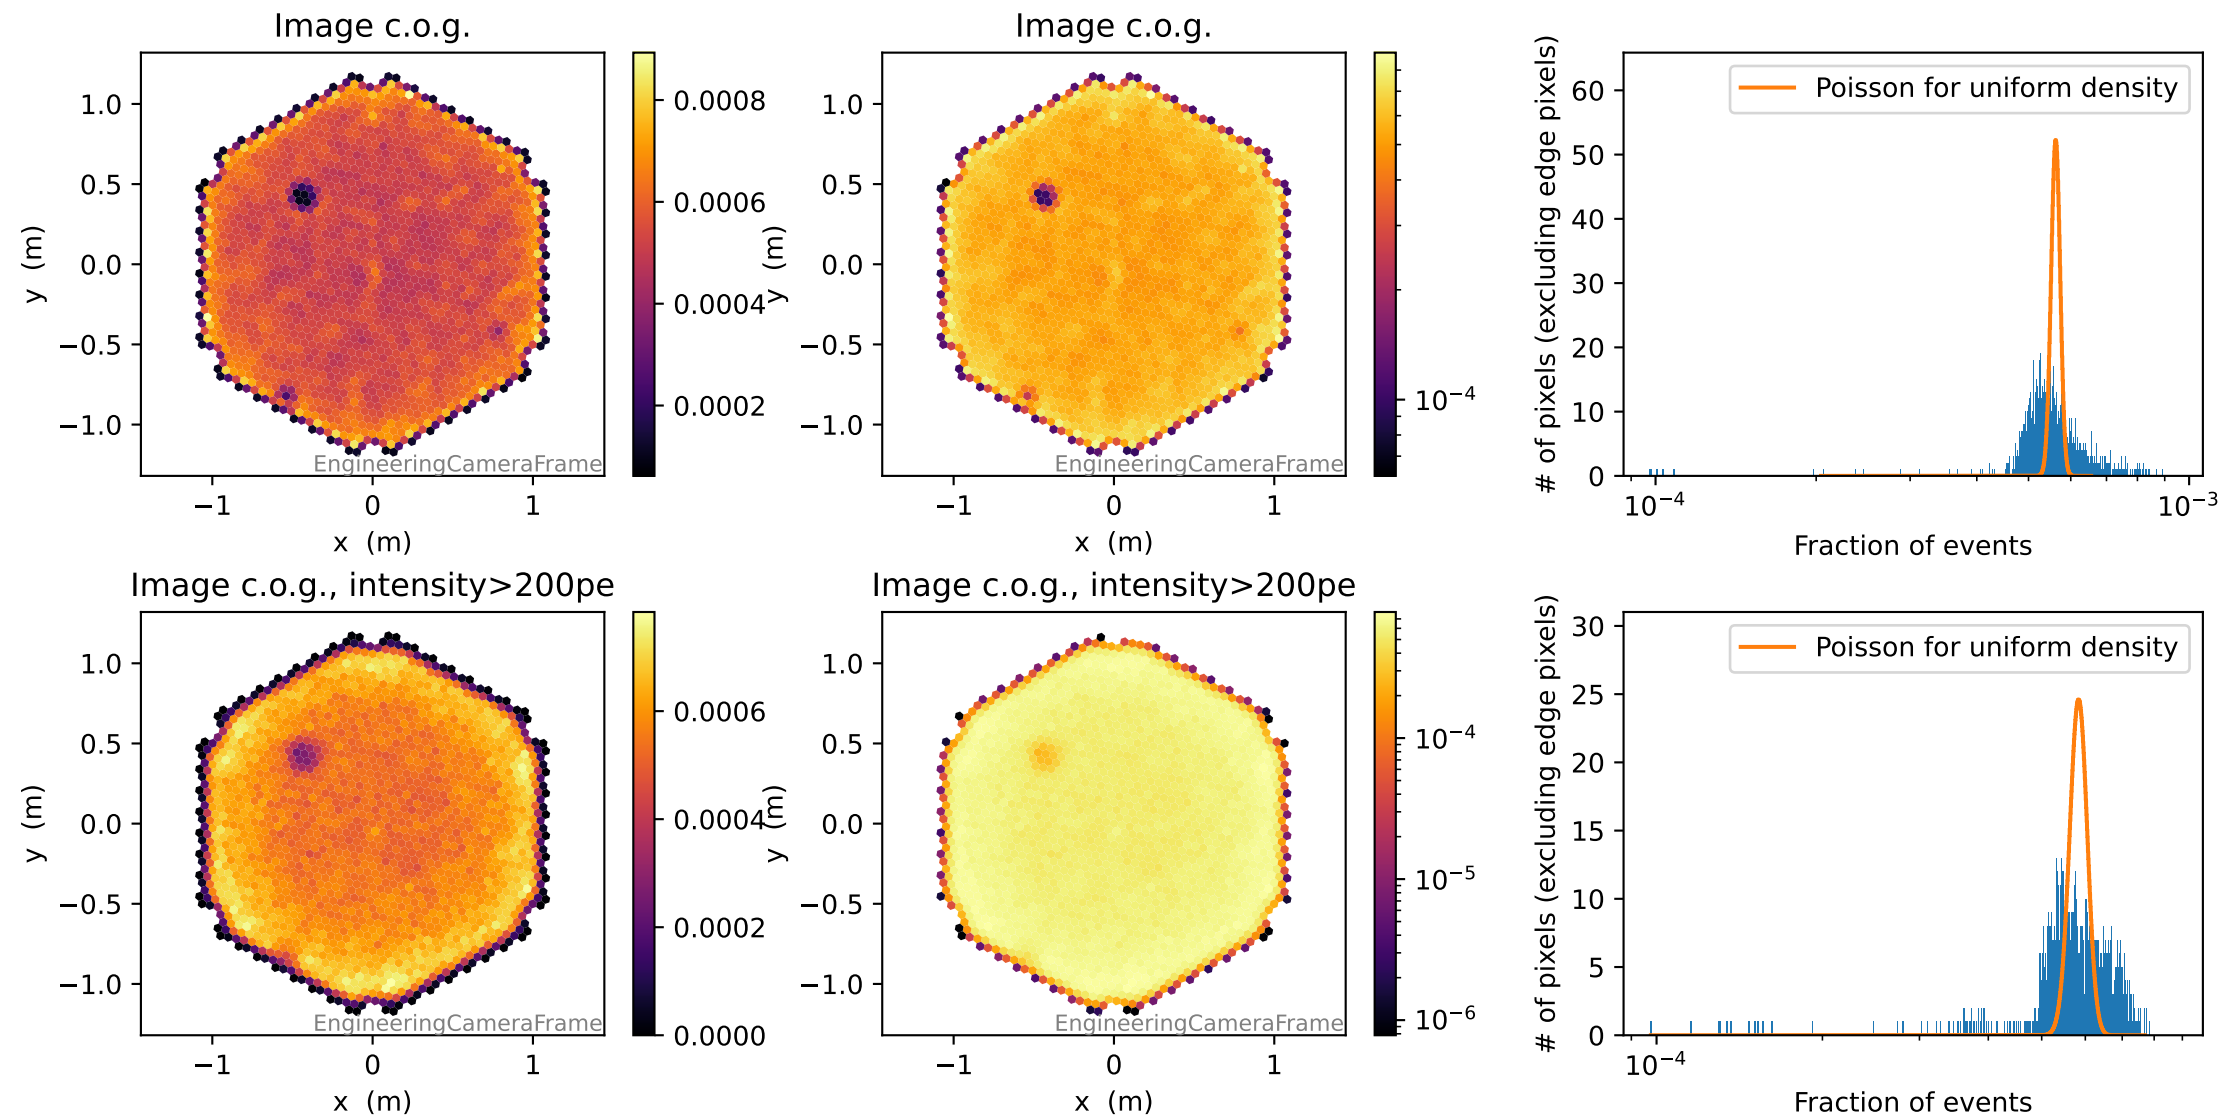 Image c.o.g.
1.0
0.5
0.0
−0.5
−1.0
y (m)
−1
0
1
x (m)
EngineeringCameraFrame
0.0008
0.0006
0.0004
0.0002
Image c.o.g.
1.0
0.5
0.0
−0.5
−1.0
y (m)
−1
0
1
x (m)
EngineeringCameraFrame
10⁻⁴
# of pixels (excluding edge pixels)
60
50
40
30
20
10
0
Poisson for uniform density
10⁻⁴
10⁻³
Fraction of events
Image c.o.g., intensity>200pe
1.0
0.5
0.0
−0.5
−1.0
y (m)
−1
0
1
x (m)
EngineeringCameraFrame
0.0006
0.0004
0.0002
0.0000
Image c.o.g., intensity>200pe
1.0
0.5
0.0
−0.5
−1.0
y (m)
−1
0
1
x (m)
EngineeringCameraFrame
10⁻⁴
10⁻⁵
10⁻⁶
# of pixels (excluding edge pixels)
30
25
20
15
10
5
0
Poisson for uniform density
10⁻⁴
Fraction of events